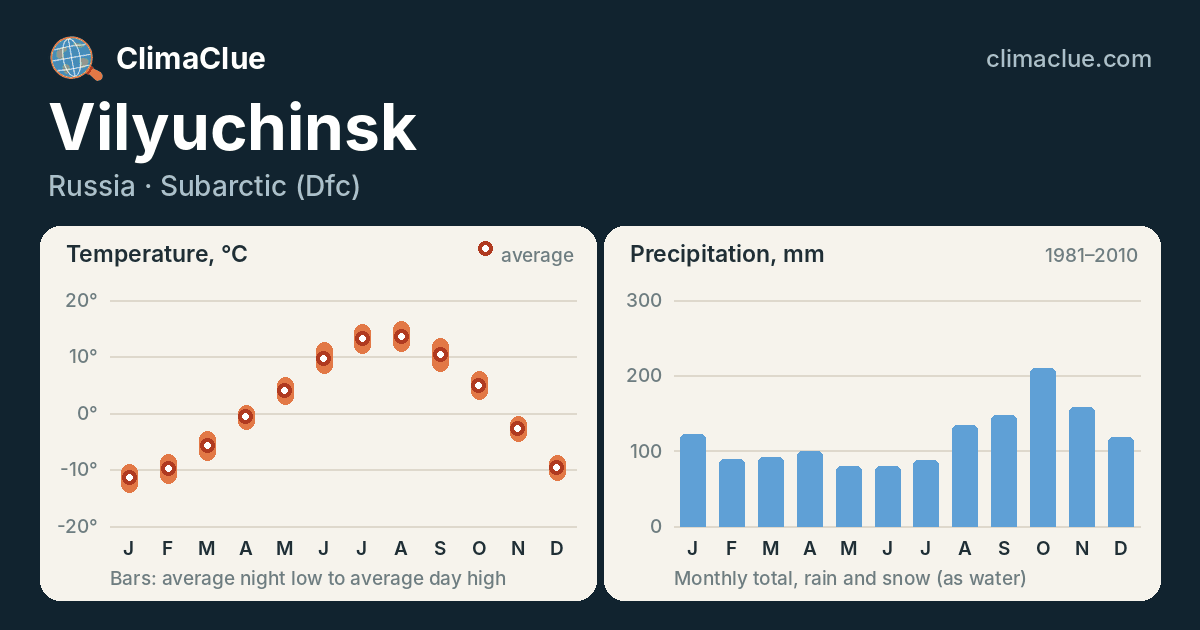 ClimaClue
climaclue.com
Vilyuchinsk
Russia · Subarctic (Dfc)
Temperature, °C
average
20°
10°
0°
-10°
-20°
J F M A M J J A S O N D
Bars: average night low to average day high
Precipitation, mm
1981–2010
300
200
100
0
J F M A M J J A S O N D
Monthly total, rain and snow (as water)